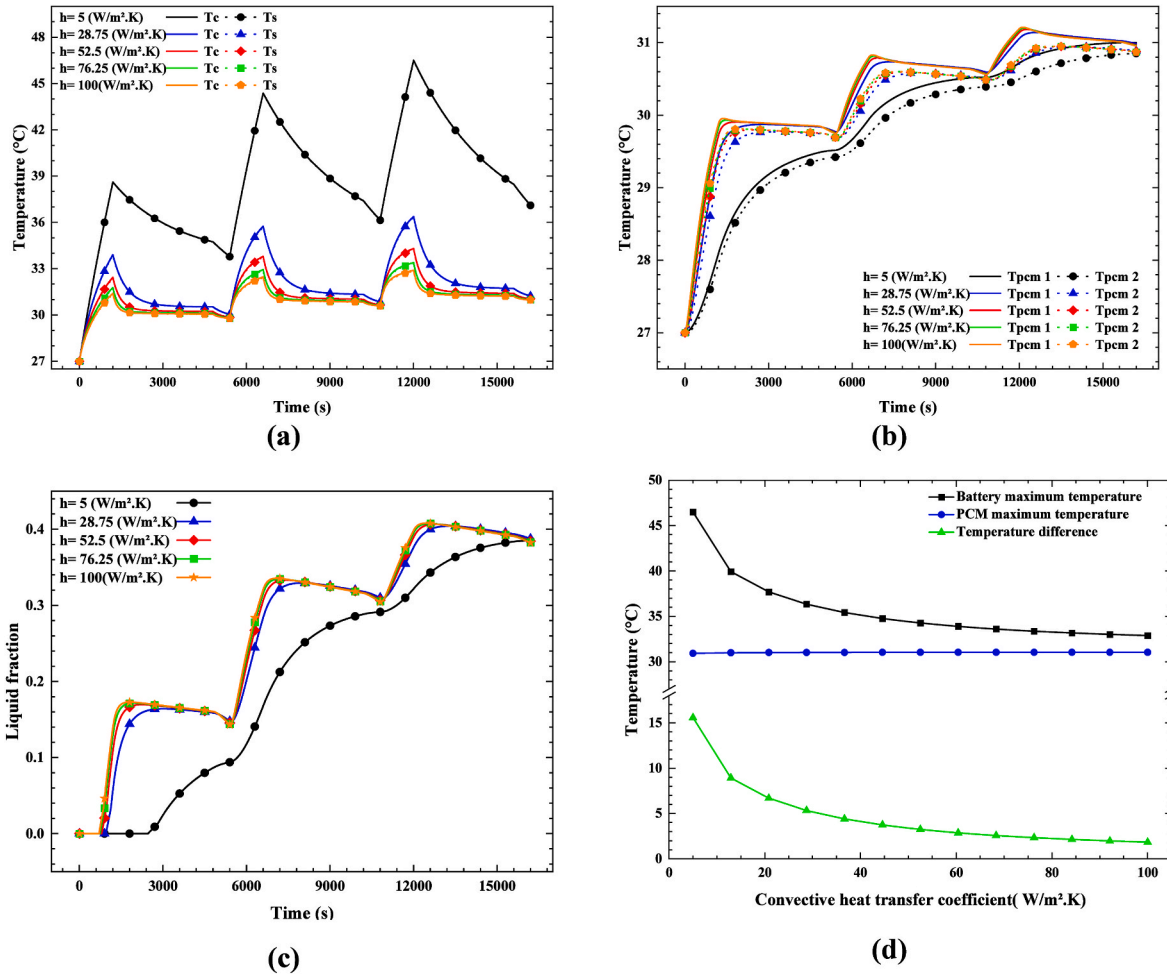 h= 5 (W/m².K) Tc Ts
h= 28.75 (W/m².K) Tc Ts
h= 52.5 (W/m².K) Tc Ts
h= 76.25 (W/m².K) Tc Ts
h= 100(W/m².K) Tc Ts
48
45
42
39
36
33
30
27
Temperature (°C)
0 3000 6000 9000 12000 15000
Time (s)
(a)
31
30
29
28
27
Temperature (°C)
h= 5 (W/m².K) Tpcm 1 Tpcm 2
h= 28.75 (W/m².K) Tpcm 1 Tpcm 2
h= 52.5 (W/m².K) Tpcm 1 Tpcm 2
h= 76.25 (W/m².K) Tpcm 1 Tpcm 2
h= 100(W/m².K) Tpcm 1 Tpcm 2
0 3000 6000 9000 12000 15000
Time (s)
(b)
h= 5 (W/m².K)
h= 28.75 (W/m².K)
h= 52.5 (W/m².K)
h= 76.25 (W/m².K)
h= 100(W/m².K)
0.4
0.3
0.2
0.1
0.0
Liquid fraction
0 3000 6000 9000 12000 15000
Time (s)
(c)
Battery maximum temperature
PCM maximum temperature
Temperature difference
50
45
40
35
30
15
10
5
0
Temperature (°C)
0 20 40 60 80 100
Convective heat transfer coefficient( W/m².K)
(d)